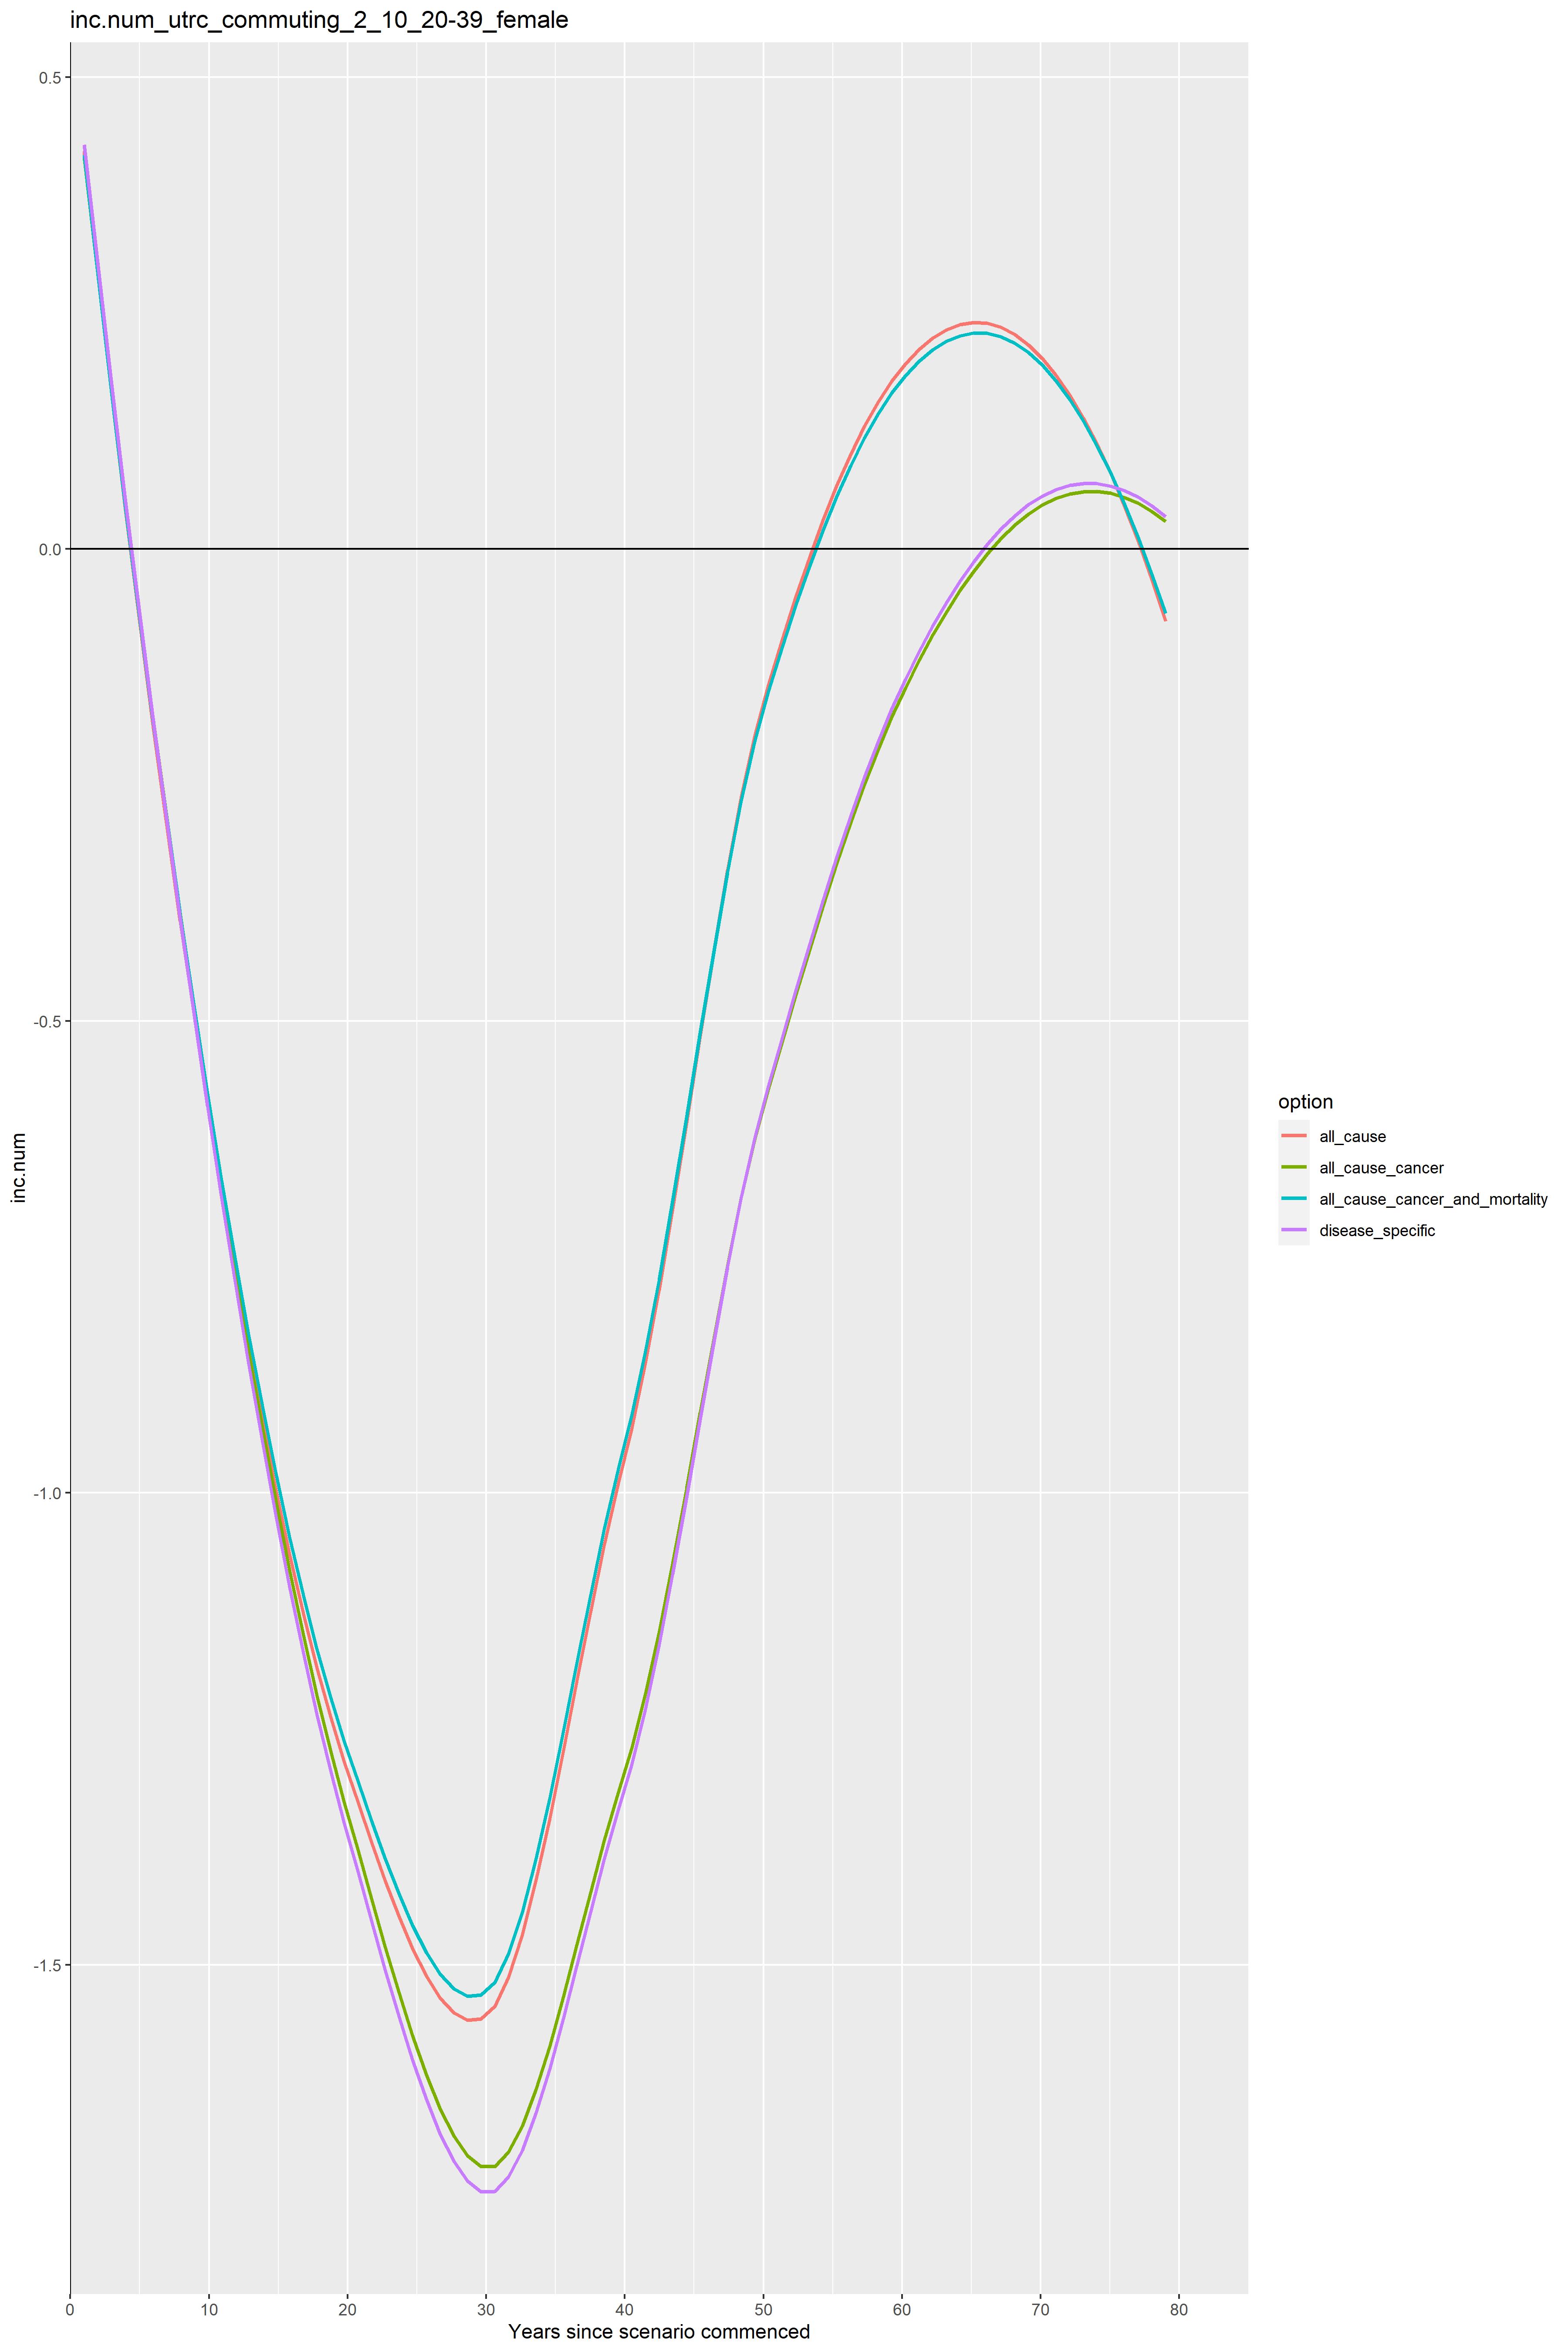 inc.num_utrc_commuting_2_10_20-39_female
0.5
0.0
-0.5
-1.0
-1.5
inc.num
0 10 20 30 40 50 60 70 80
Years since scenario commenced
option
all_cause
all_cause_cancer
all_cause_cancer_and_mortality
disease_specific